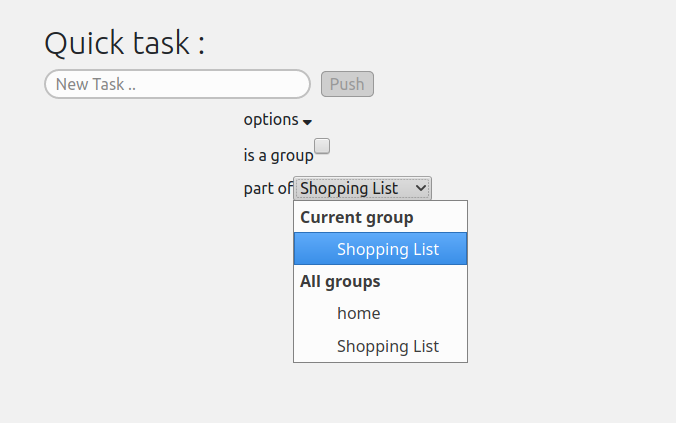 Quick task :
New Task ..
Push
options
is a group
part of Shopping List
Current group
Shopping List
All groups
home
Shopping List